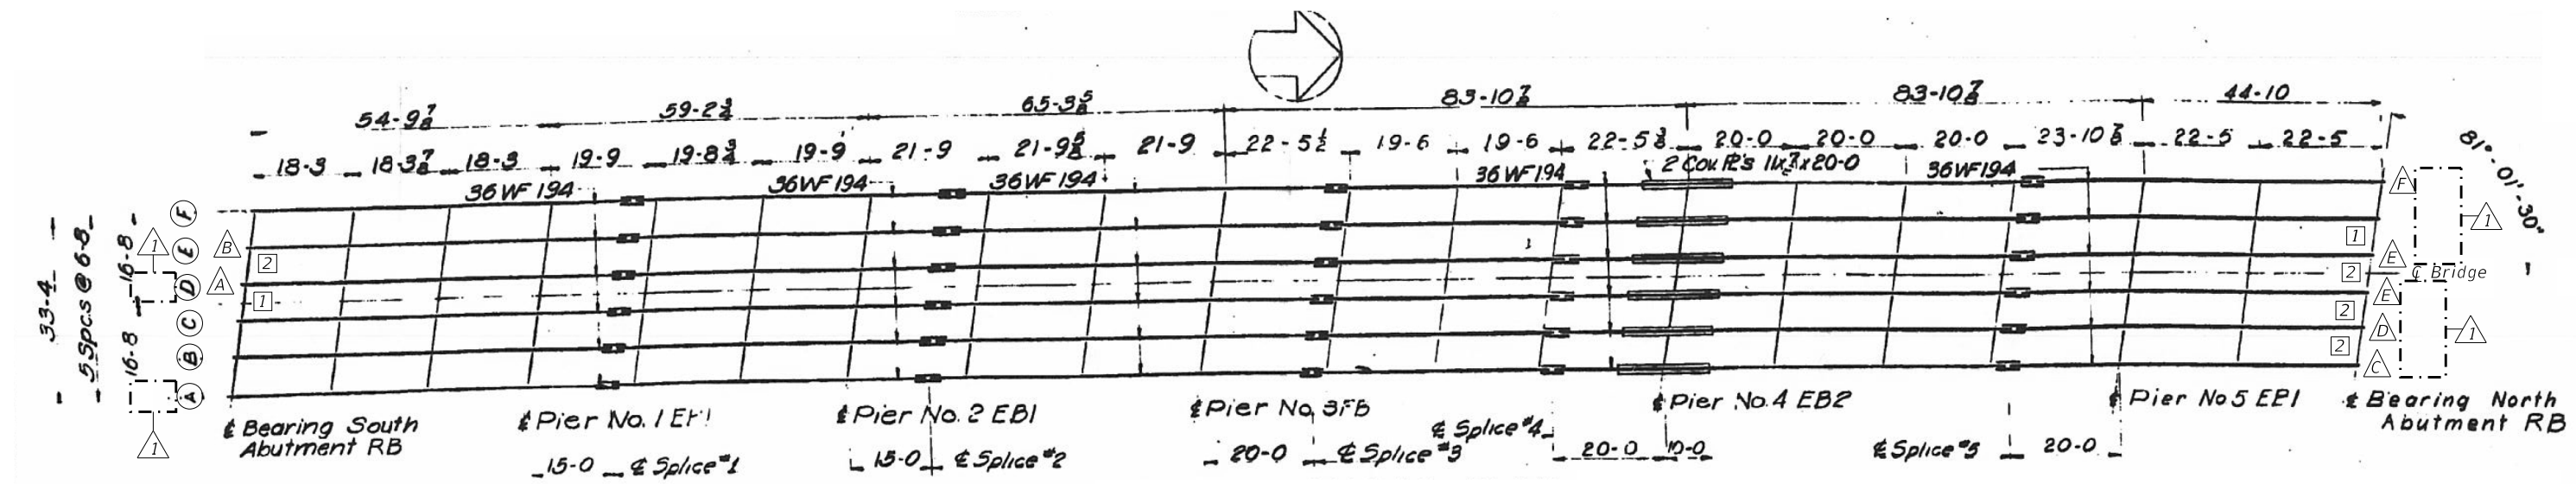 54-9⅞ 59-2¾ 65-3⅝ 83-10⅞ 83-10⅞ 44-10
18-3 18-3⅞ 18-3 19-9 19-8¾ 19-9 21-9 21-9⅝ 21-9 22-5½ 19-6 19-6 22-5⅜ 20-0 20-0 20-0 23-10⅞ 22-5 22-5
81°-01'-30"
36WF194 36WF194 36WF194 36WF194 2 Cov. PL's 11x⅞x20-0 36WF194
33-4
5 Spcs @ 6-8
16-8
16-8
F
E
D
C
B
A
1
B
2
A
1
1
F
1
1
E
2
₵ Bridge
E
2
D
1
2
C
₵ Bearing South
Abutment RB
₵ Pier No. 1
₵ Pier No. 2 EB1
₵ Pier No. 3 FB
₵ Pier No. 4 EB2
₵ Pier No 5
₵ Bearing North
Abutment RB
15-0 ₵ Splice #1
15-0 ₵ Splice #2
20-0 ₵ Splice #3
₵ Splice #4
20-0 10-0
₵ Splice #5 20-0